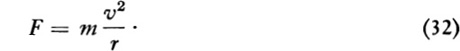 F = m v²/r · (32)